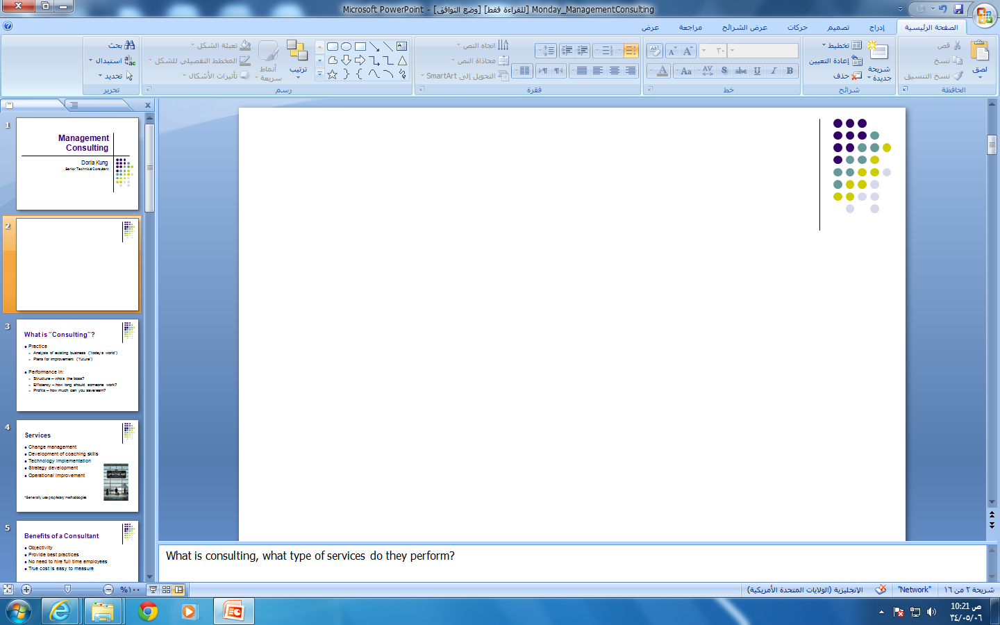 Microsoft PowerPoint - [وضع التوافق] [للقراءة فقط] Monday_ManagementConsulting
الصفحة الرئيسية
إدراج
تصميم
حركات
عرض الشرائح
مراجعة
عرض
لصق
قص
نسخ
نسخ التنسيق
الحافظة
شريحة جديدة
تخطيط
إعادة التعيين
حذف
شرائح
٣٠
خط
اتجاه النص
محاذاة النص
التحويل إلى SmartArt
فقرة
ترتيب
أنماط سريعة
تعبئة الشكل
المخطط التفصيلي للشكل
تأثيرات الأشكال
رسم
بحث
استبدال
تحديد
تحرير
1
Management
Consulting
Doria Kung
Senior Technical Consultant
2
3
What is "Consulting"?
Practice
Analysis of existing business ("today's world")
Plans for improvement ("future")
Performance in:
Structure – who's the boss?
Efficiency – how long should someone work?
Profits – how much can you save/earn?
4
Services
Change management
Development of coaching skills
Technology implementation
Strategy development
Operational improvement
UP IN THE AIR
*Generally use proprietary methodologies
5
Benefits of a Consultant
Objectivity
Provide best practices
No need to hire full time employees
True cost is easy to measure
What is consulting, what type of services do they perform?
شريحة ٢ من ١٦
"Network"
الإنجليزية (الولايات المتحدة الأمريكية)
%١٠٠
10:21 ص
٣٤/٠٥/٠٦